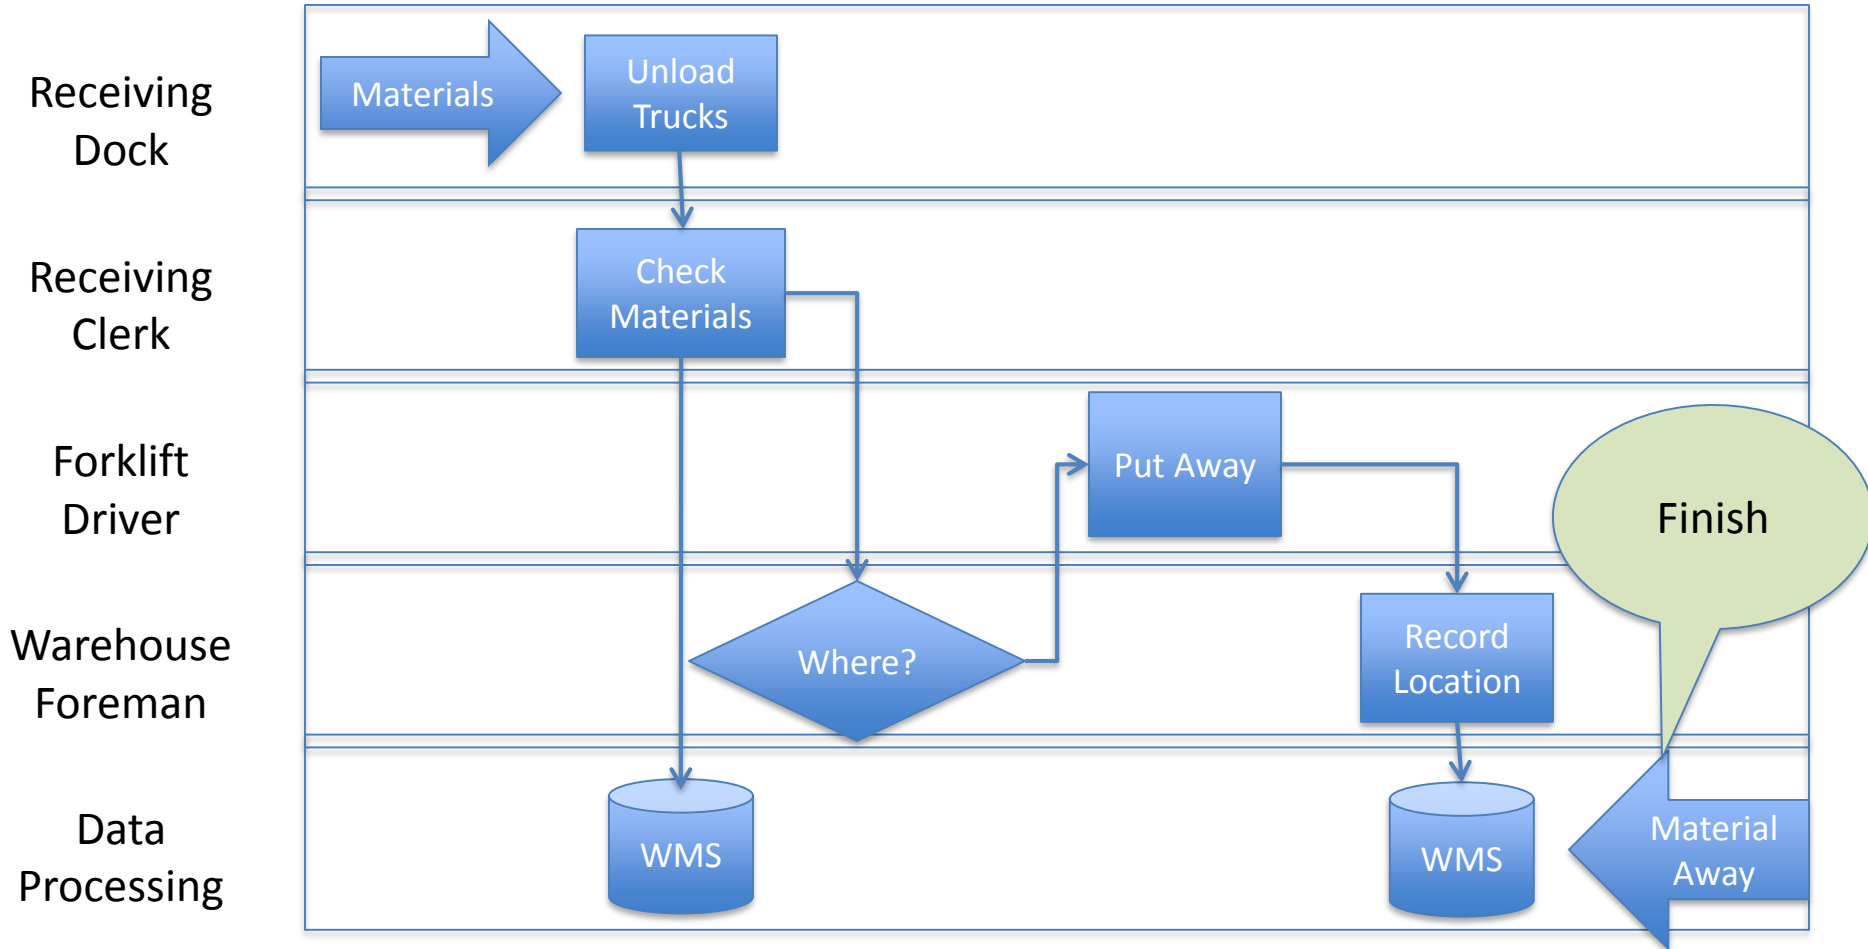 Receiving
Dock
Materials
Unload
Trucks
Receiving
Clerk
Check
Materials
Forklift
Driver
Put Away
Finish
Warehouse
Foreman
Where?
Record
Location
Data
Processing
WMS
WMS
Material
Away